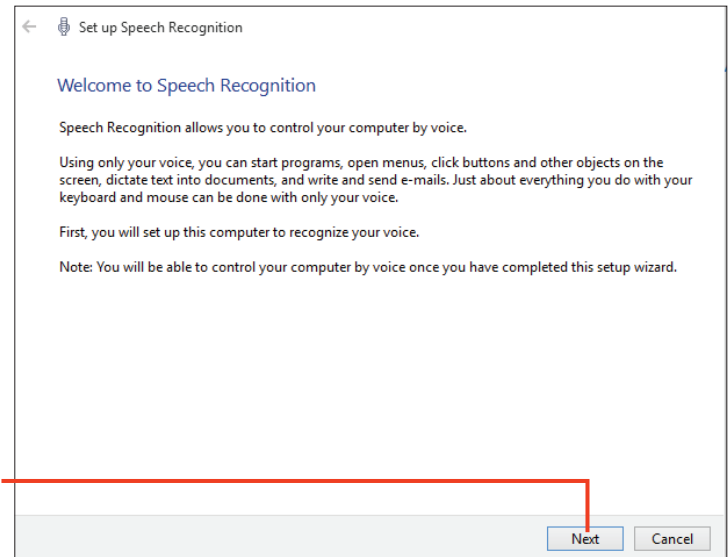 Set up Speech Recognition
Welcome to Speech Recognition
Speech Recognition allows you to control your computer by voice.
Using only your voice, you can start programs, open menus, click buttons and other objects on the
screen, dictate text into documents, and write and send e-mails. Just about everything you do with your
keyboard and mouse can be done with only your voice.
First, you will set up this computer to recognize your voice.
Note: You will be able to control your computer by voice once you have completed this setup wizard.
Next Cancel